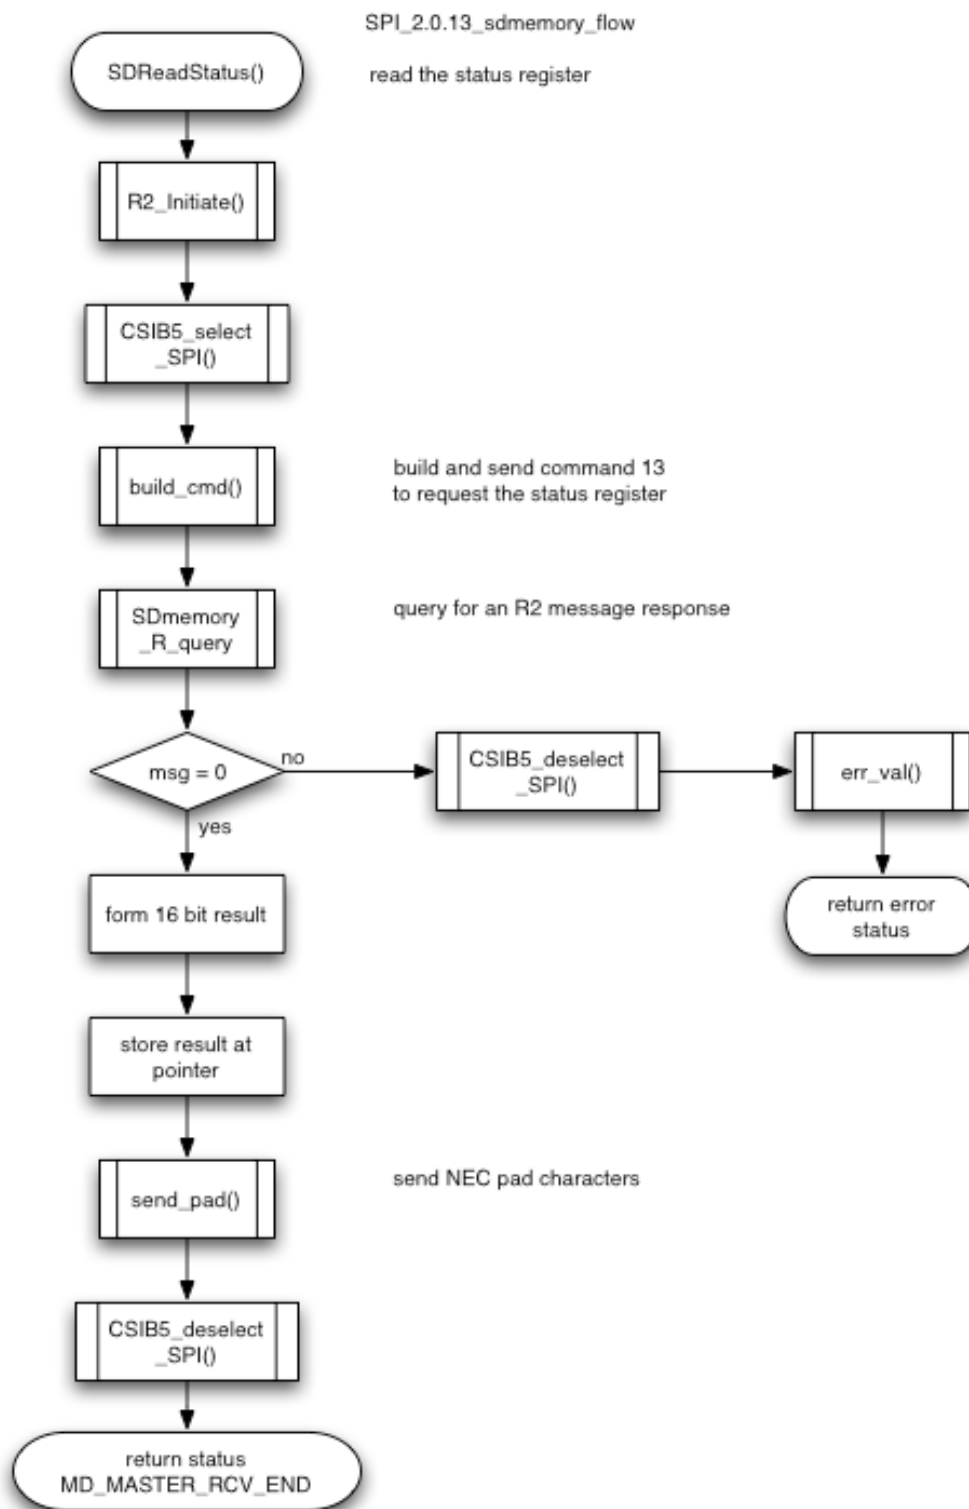 SPI_2.0.13_sdmemory_flow
SDReadStatus()
read the status register
R2_Initiate()
CSIB5_select
_SPI()
build_cmd()
build and send command 13
to request the status register
SDmemory
_R_query
query for an R2 message response
msg = 0
no
CSIB5_deselect
_SPI()
err_val()
yes
form 16 bit result
return error
status
store result at
pointer
send_pad()
send NEC pad characters
CSIB5_deselect
_SPI()
return status
MD_MASTER_RCV_END